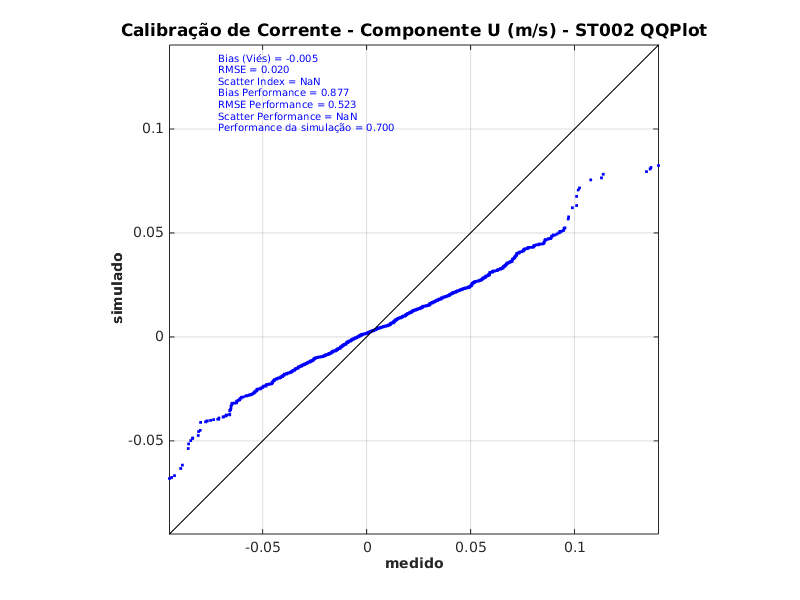 Calibração de Corrente - Componente U (m/s) - ST002 QQPlot
Bias (Viés) = -0.005
RMSE = 0.020
Scatter Index = NaN
Bias Performance = 0.877
RMSE Performance = 0.523
Scatter Performance = NaN
Performance da simulação = 0.700
0.1
0.05
0
-0.05
simulado
-0.05
0
0.05
0.1
medido